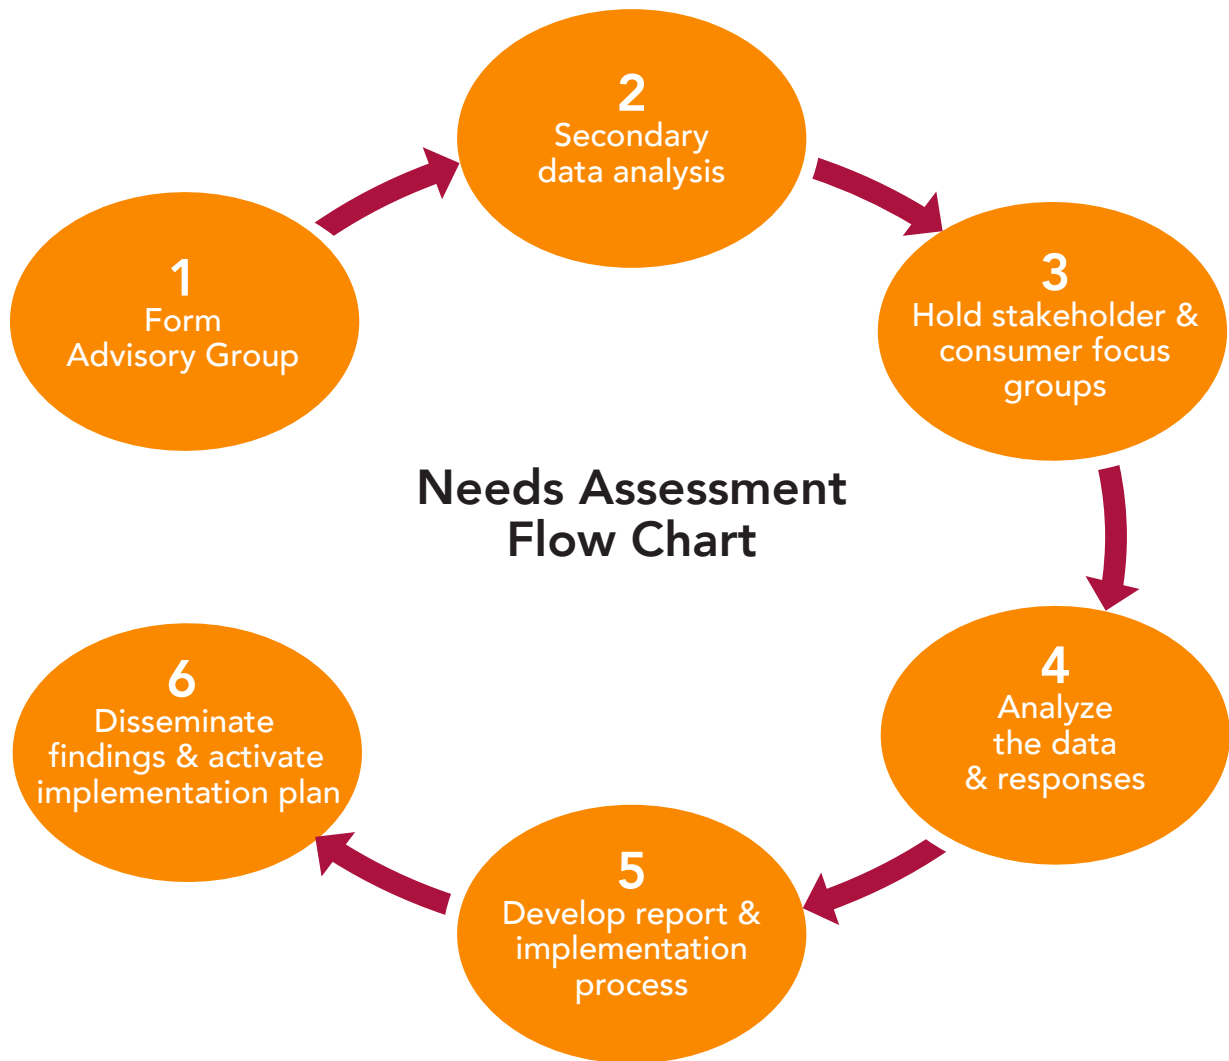 1
Form
Advisory Group
2
Secondary
data analysis
3
Hold stakeholder &
consumer focus
groups
Needs Assessment
Flow Chart
4
Analyze
the data
& responses
5
Develop report &
implementation
process
6
Disseminate
findings & activate
implementation plan